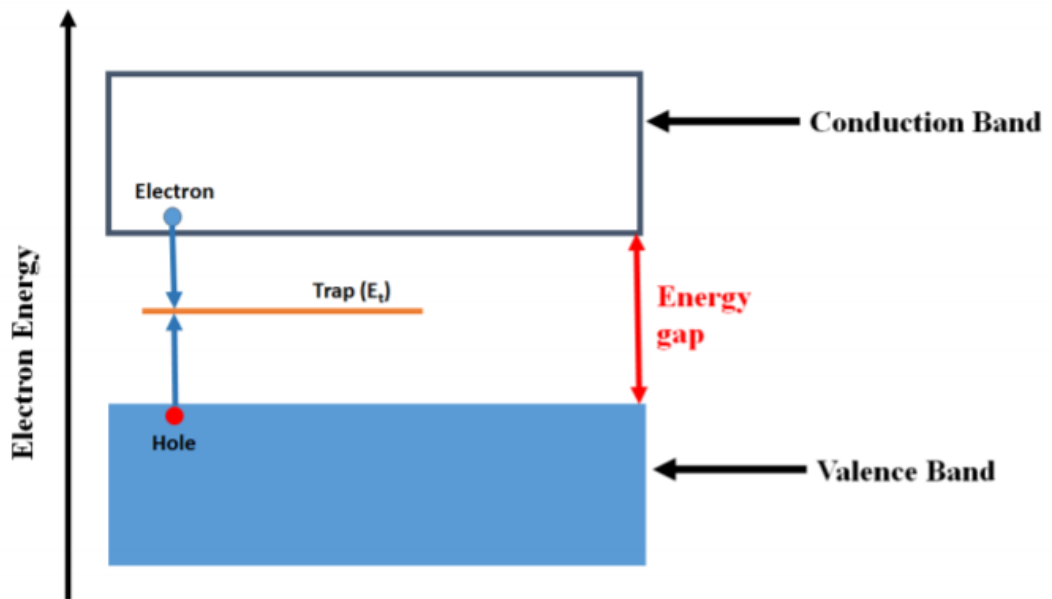 Conduction Band
Electron
Trap (Et)
Energy
gap
Electron Energy
Hole
Valence Band